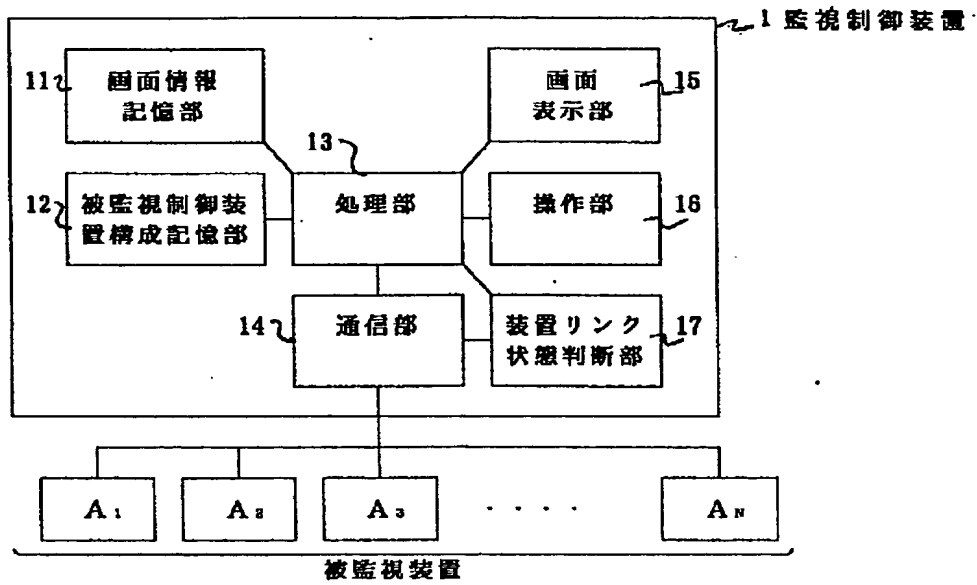 1 監視制御装置
11 画面情報
記憶部
15 画面
表示部
13
12 被監視制御装
置構成記憶部
処理部
操作部 16
14 通信部
装置リンク 17
状態判断部
A1 A2 A3 ・・・・ AN
被監視装置